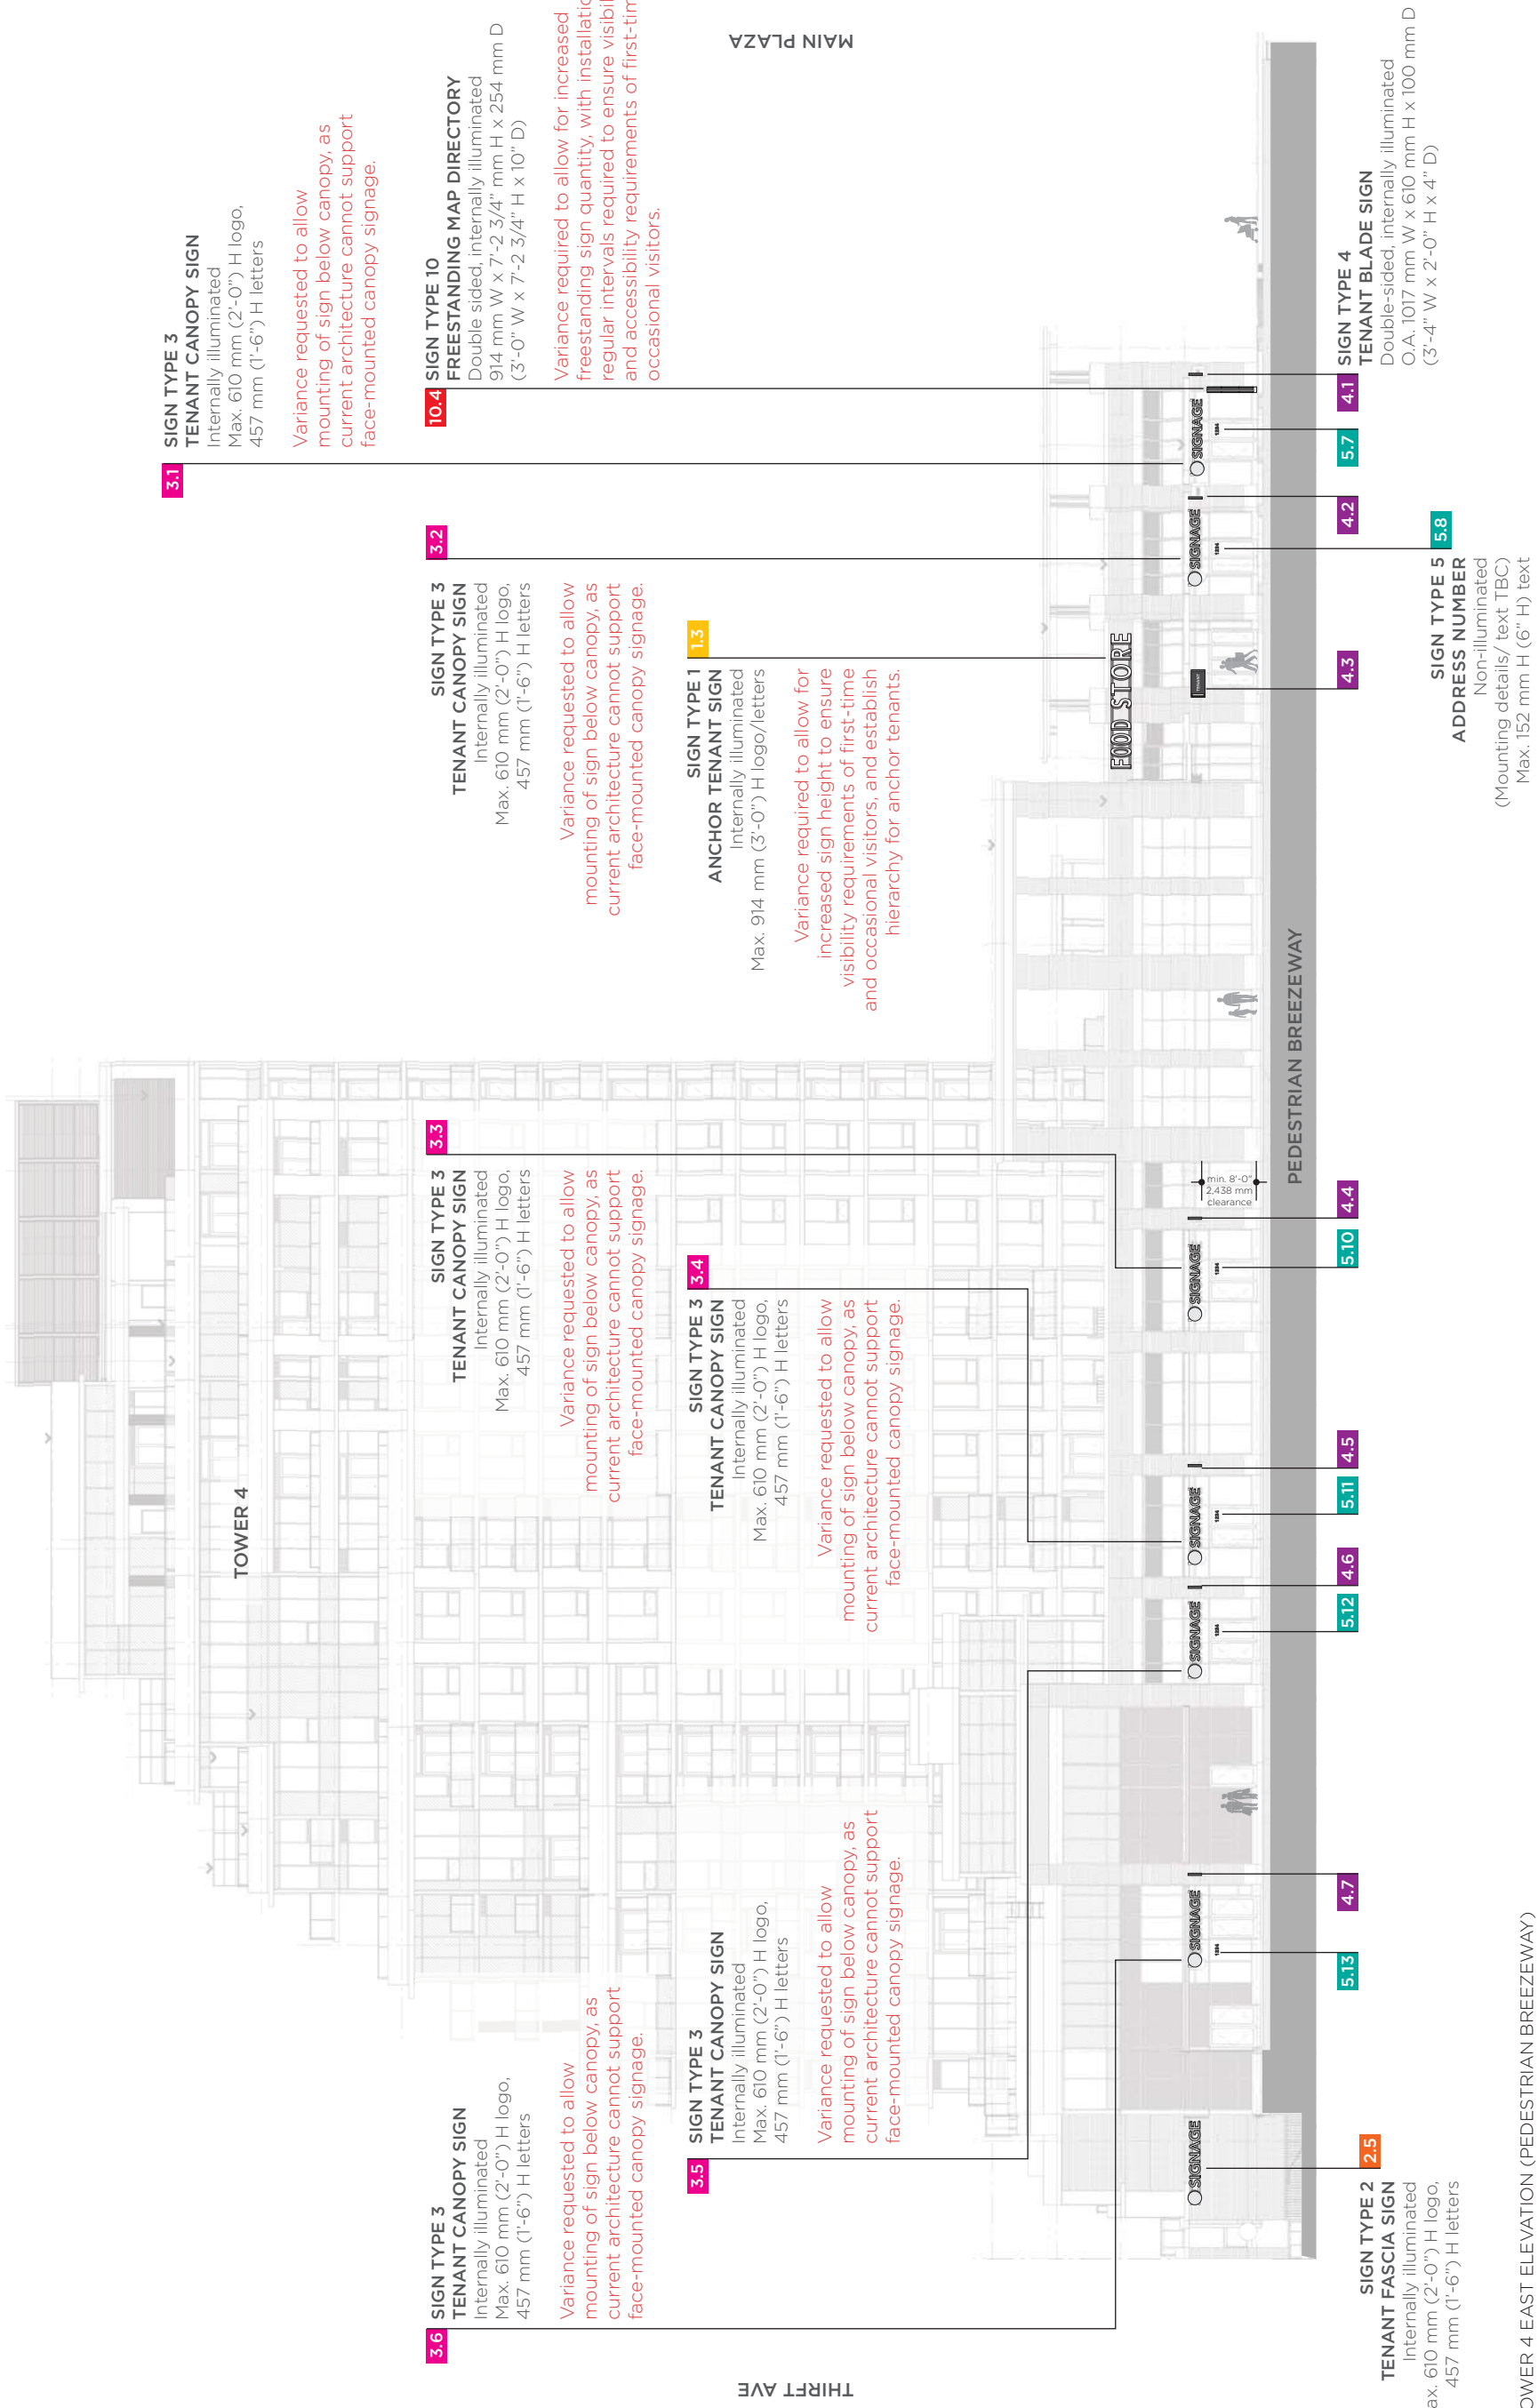 MAIN PLAZA
3.1
SIGN TYPE 3
TENANT CANOPY SIGN
Internally illuminated
Max. 610 mm (2'-0") H logo,
457 mm (1'-6") H letters
Variance requested to allow
mounting of sign below canopy, as
current architecture cannot support
face-mounted canopy signage.
10.4
SIGN TYPE 10
FREESTANDING MAP DIRECTORY
Double sided, internally illuminated
914 mm W x 7'-2 3/4" mm H x 254 mm D
(3'-0" W x 7'-2 3/4" H x 10" D)
Variance required to allow for increased
freestanding sign quantity, with
regular intervals required to ensure
and accessibility requirements of
occasional visitors.
3.2
SIGN TYPE 3
TENANT CANOPY SIGN
Internally illuminated
Max. 610 mm (2'-0") H logo,
457 mm (1'-6") H letters
Variance requested to allow
mounting of sign below canopy, as
current architecture cannot support
face-mounted canopy signage.
1.3
SIGN TYPE 1
ANCHOR TENANT SIGN
Internally illuminated
Max. 914 mm (3'-0") H logo/letters
Variance required to allow for
increased sign height to ensure
visibility requirements of first-time
and occasional visitors, and establish
hierarchy for anchor tenants.
3.3
SIGN TYPE 3
TENANT CANOPY SIGN
Internally illuminated
Max. 610 mm (2'-0") H logo,
457 mm (1'-6") H letters
Variance requested to allow
mounting of sign below canopy, as
current architecture cannot support
face-mounted canopy signage.
3.4
SIGN TYPE 3
TENANT CANOPY SIGN
Internally illuminated
Max. 610 mm (2'-0") H logo,
457 mm (1'-6") H letters
Variance requested to allow
mounting of sign below canopy, as
current architecture cannot support
face-mounted canopy signage.
TOWER 4
3.6
SIGN TYPE 3
TENANT CANOPY SIGN
Internally illuminated
Max. 610 mm (2'-0") H logo,
457 mm (1'-6") H letters
Variance requested to allow
mounting of sign below canopy, as
current architecture cannot support
face-mounted canopy signage.
3.5
SIGN TYPE 3
TENANT CANOPY SIGN
Internally illuminated
Max. 610 mm (2'-0") H logo,
457 mm (1'-6") H letters
Variance requested to allow
mounting of sign below canopy, as
current architecture cannot support
face-mounted canopy signage.
THIRFT AVE
SIGNAGE
SIGNAGE
1234
SIGNAGE
1234
SIGNAGE
1234
SIGNAGE
1234
min. 8'-0"
2,438 mm
clearance
FOOD STORE
TENANT
SIGNAGE
1234
SIGNAGE
1234
PEDESTRIAN BREEZEWAY
2.5
SIGN TYPE 2
TENANT FASCIA SIGN
Internally illuminated
610 mm (2'-0") H logo,
457 mm (1'-6") H letters
5.13
4.7
5.12
4.6
5.11
4.5
5.10
4.4
4.3
4.2
5.7
4.1
SIGN TYPE 4
TENANT BLADE SIGN
Double-sided, internally illuminated
O.A. 1017 mm W x 610 mm H x 100 mm D
(3'-4" W x 2'-0" H x 4" D)
5.8
SIGN TYPE 5
ADDRESS NUMBER
Non-illuminated
(Mounting details/ text TBC)
Max. 152 mm H (6" H) text
4 EAST ELEVATION (PEDESTRIAN BREEZEWAY)